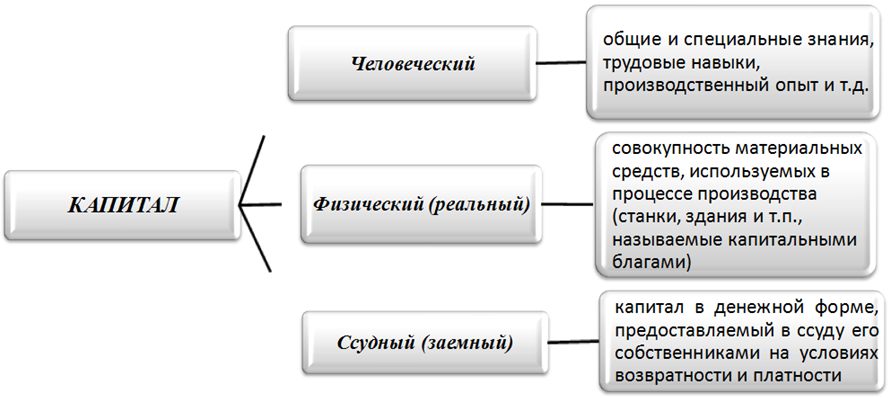 КАПИТАЛ
Человеческий
общие и специальные знания,
трудовые навыки,
производственный опыт и т.д.
Физический (реальный)
совокупность материальных
средств, используемых в
процессе производства
(станки, здания и т.п.,
называемые капитальными
благами)
Ссудный (заемный)
капитал в денежной форме,
предоставляемый в ссуду его
собственниками на условиях
возвратности и платности